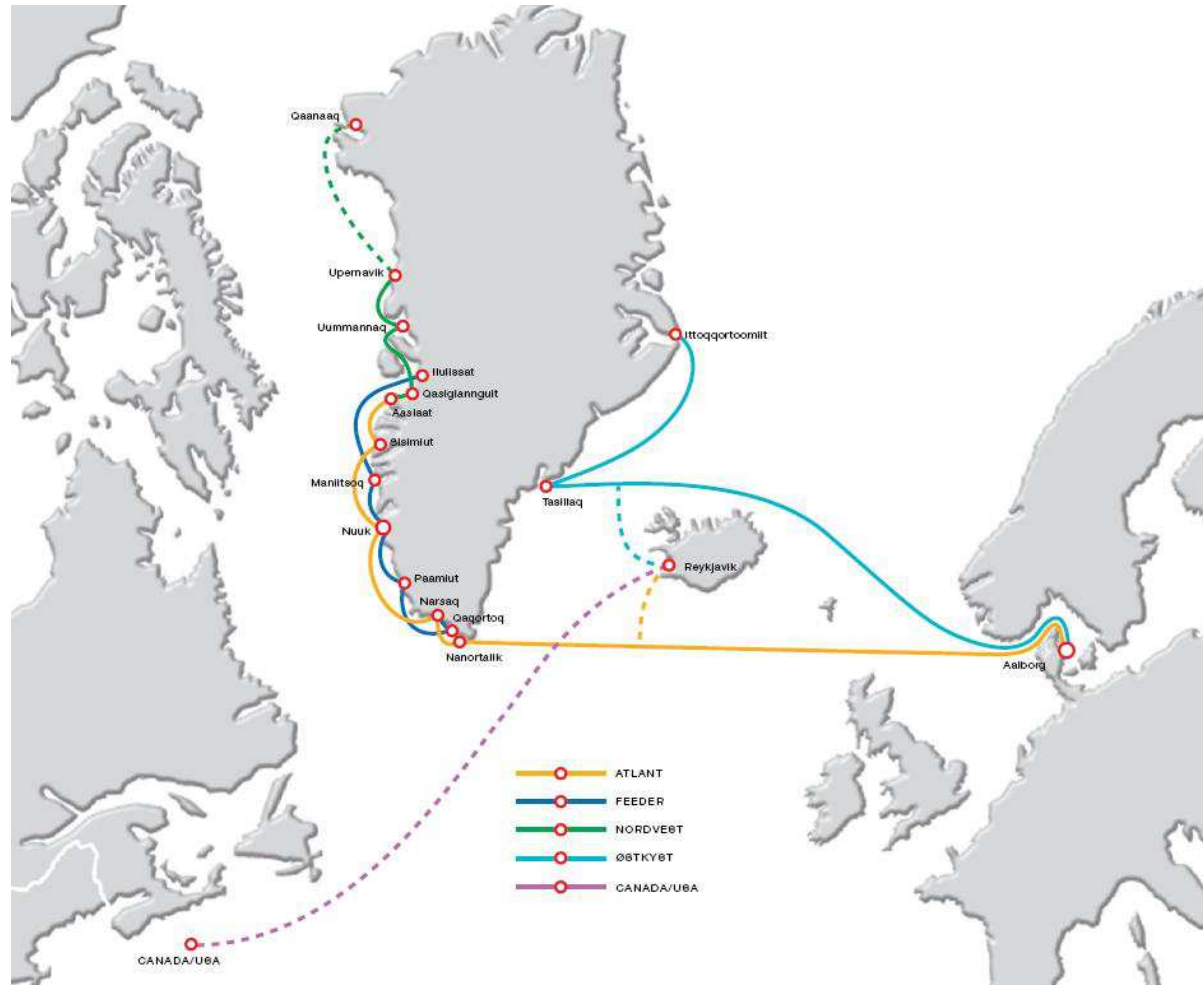 Qaanaaq
Upernavik
Uummannaq
Ittoqqortoormiit
Ilulissat
Qasigiannguit
Aasiaat
Sisimiut
Maniitsoq
Tasiilaq
Nuuk
Reykjavik
Paamiut
Narsaq
Qaqortoq
Nanortalik
Aalborg
ATLANT
FEEDER
NORDVEST
ØSTKYST
CANADA/USA
CANADA/USA